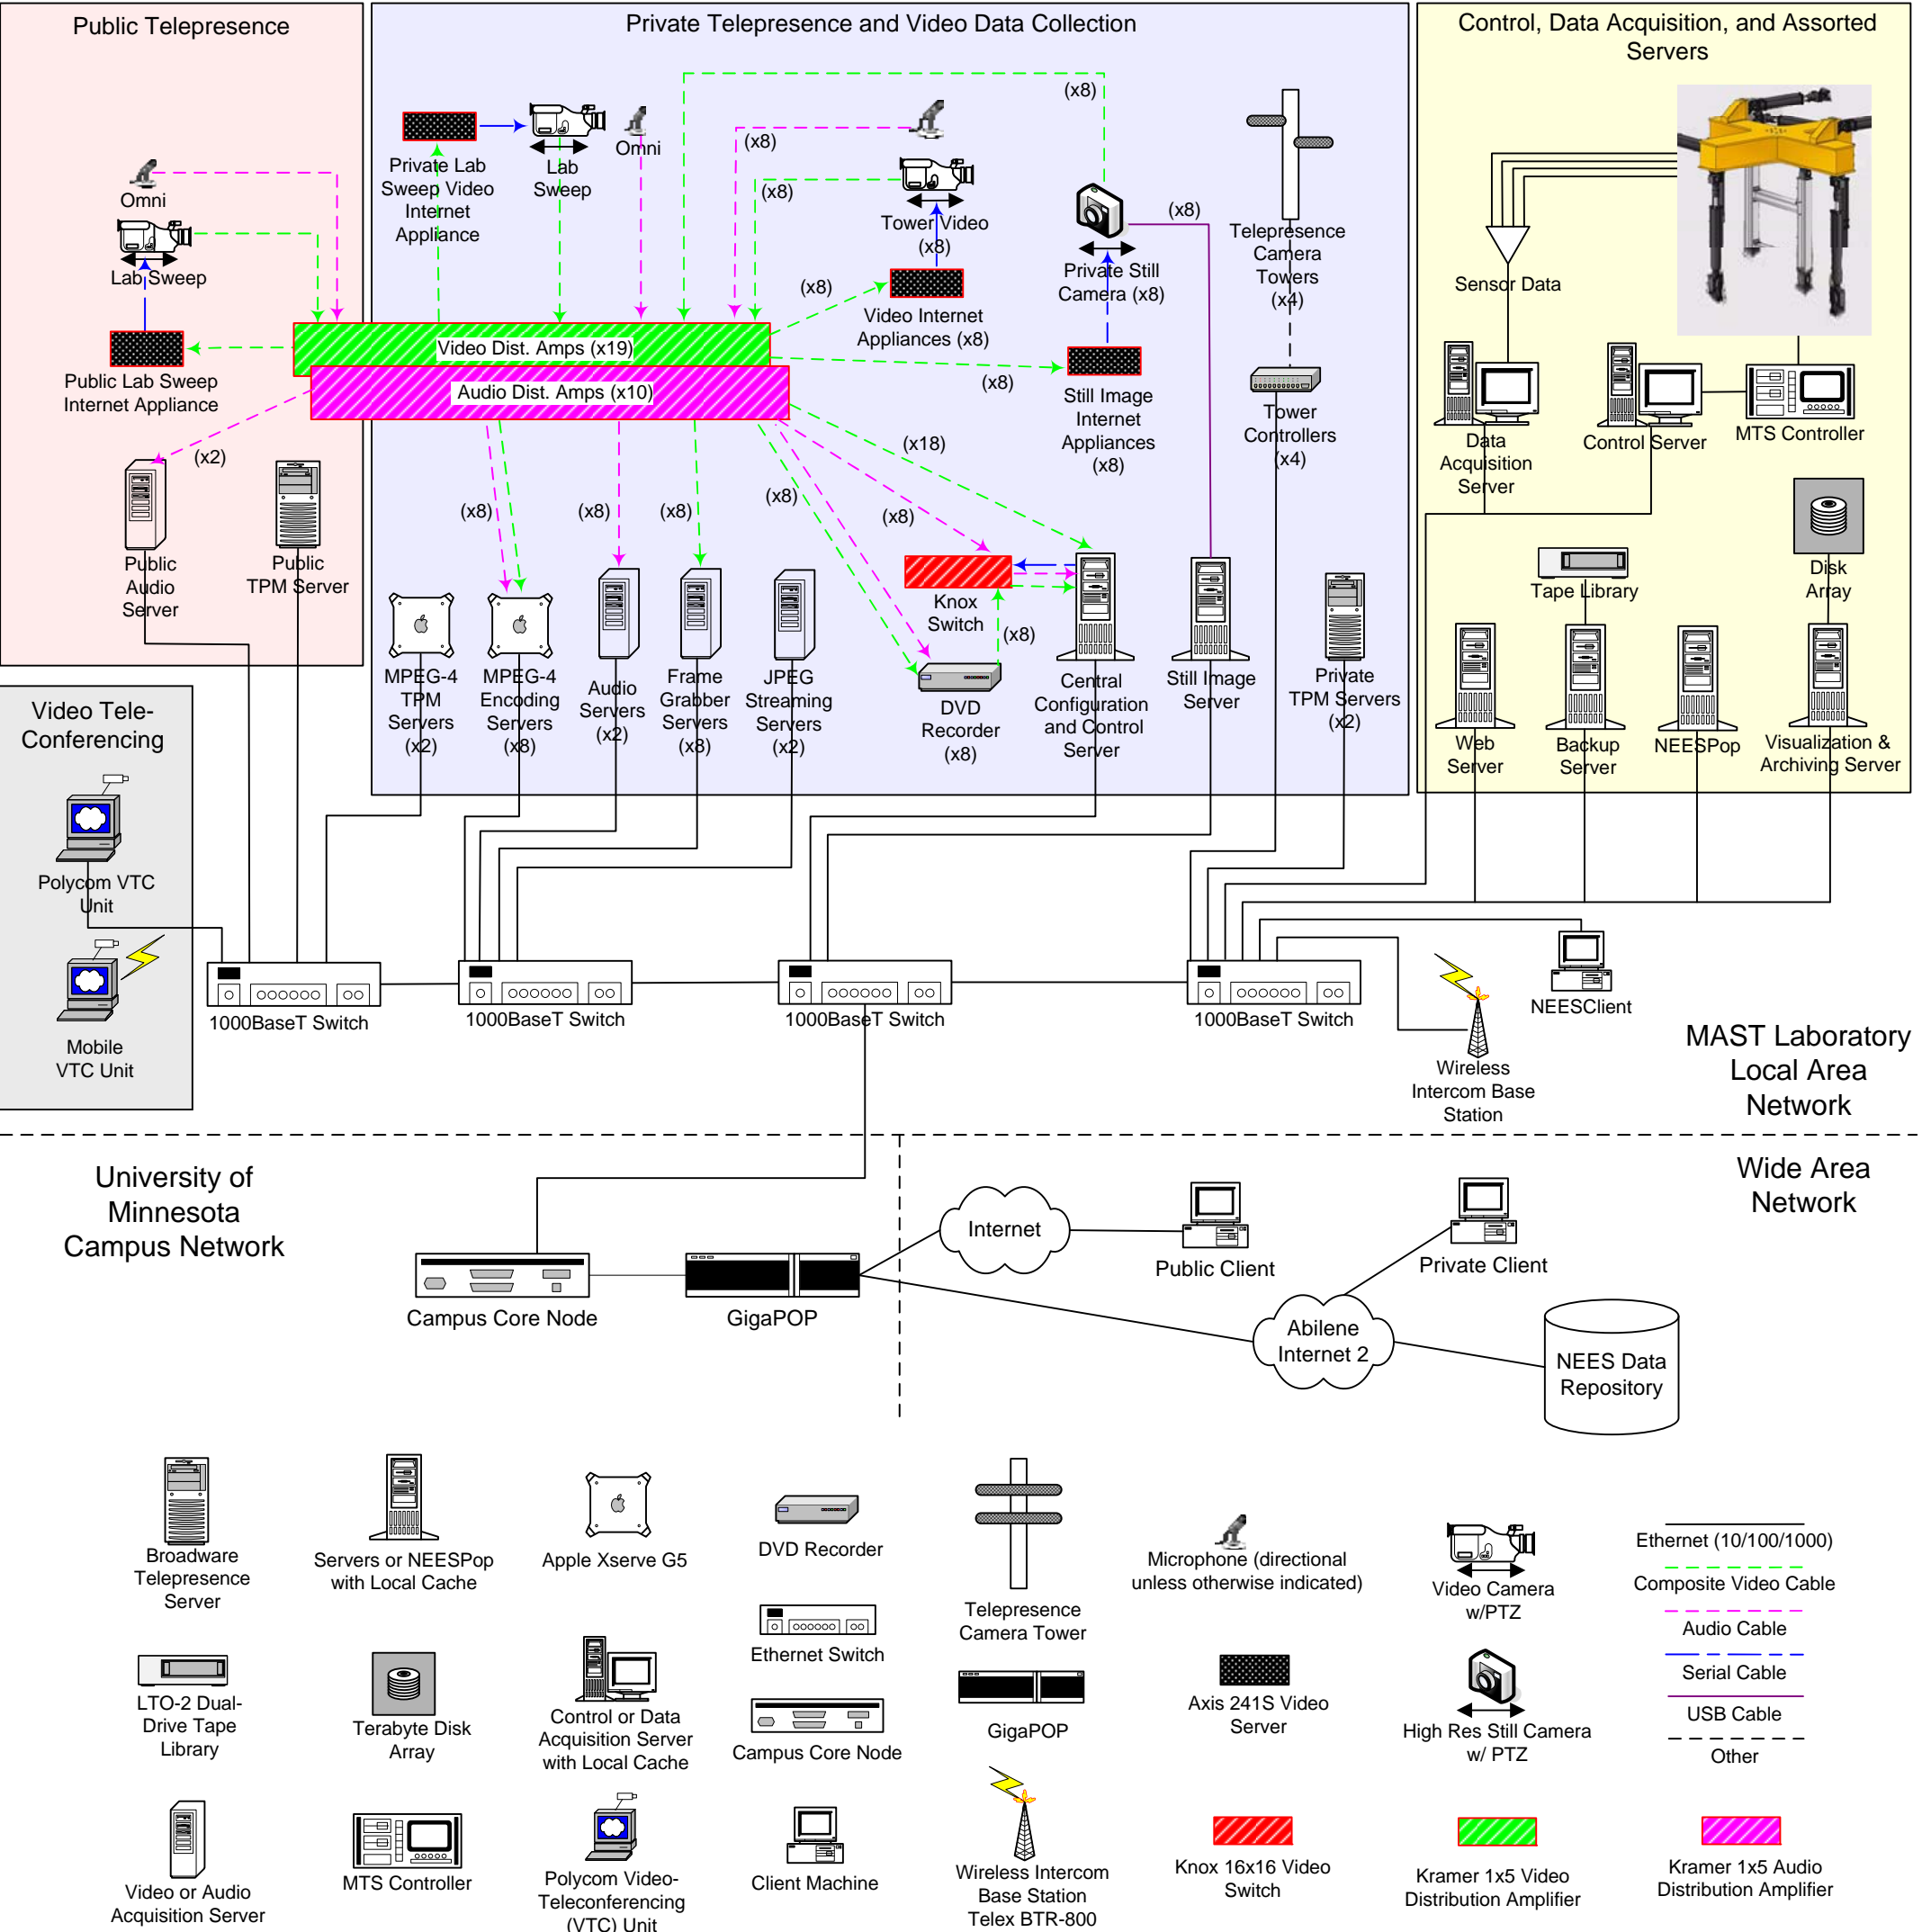 Public Telepresence
Private Telepresence and Video Data Collection
Control, Data Acquisition, and Assorted
Servers
Omni
Lab Sweep
Public Lab Sweep
Internet Appliance
(x2)
Public
Audio
Server
Public
TPM Server
Private Lab
Sweep Video
Internet
Appliance
Lab
Sweep
Omni
(x8)
(x8)
Tower Video
(x8)
(x8)
Video Internet
Appliances (x8)
(x8)
Private Still
Camera (x8)
(x8)
(x8)
Still Image
Internet
Appliances
(x8)
Telepresence
Camera
Towers
(x4)
Tower
Controllers
(x4)
Video Dist. Amps (x19)
Audio Dist. Amps (x10)
(x8)
(x8)
(x8)
(x8)
(x8)
(x18)
Knox
Switch
(x8)
MPEG-4
TPM
Servers
(x2)
MPEG-4
Encoding
Servers
(x8)
Audio
Servers
(x2)
Frame
Grabber
Servers
(x8)
JPEG
Streaming
Servers
(x2)
DVD
Recorder
(x8)
Central
Configuration
and Control
Server
Still Image
Server
Private
TPM Servers
(x2)
Sensor Data
Data
Acquisition
Server
Control Server
MTS Controller
Tape Library
Disk
Array
Web
Server
Backup
Server
NEESPop
Visualization &
Archiving Server
Video Tele-
Conferencing
Polycom VTC
Unit
Mobile
VTC Unit
1000BaseT Switch
1000BaseT Switch
1000BaseT Switch
1000BaseT Switch
Wireless
Intercom Base
Station
NEESClient
MAST Laboratory
Local Area
Network
University of
Minnesota
Campus Network
Wide Area
Network
Campus Core Node
GigaPOP
Internet
Public Client
Private Client
Abilene
Internet 2
NEES Data
Repository
Broadware
Telepresence
Server
Servers or NEESPop
with Local Cache
Apple Xserve G5
DVD Recorder
Ethernet Switch
Telepresence
Camera Tower
Microphone (directional
unless otherwise indicated)
Video Camera
w/PTZ
Ethernet (10/100/1000)
Composite Video Cable
Audio Cable
Serial Cable
USB Cable
Other
LTO-2 Dual-
Drive Tape
Library
Terabyte Disk
Array
Control or Data
Acquisition Server
with Local Cache
Campus Core Node
GigaPOP
Axis 241S Video
Server
High Res Still Camera
w/ PTZ
Video or Audio
Acquisition Server
MTS Controller
Polycom Video-
Teleconferencing
(VTC) Unit
Client Machine
Wireless Intercom
Base Station
Telex BTR-800
Knox 16x16 Video
Switch
Kramer 1x5 Video
Distribution Amplifier
Kramer 1x5 Audio
Distribution Amplifier